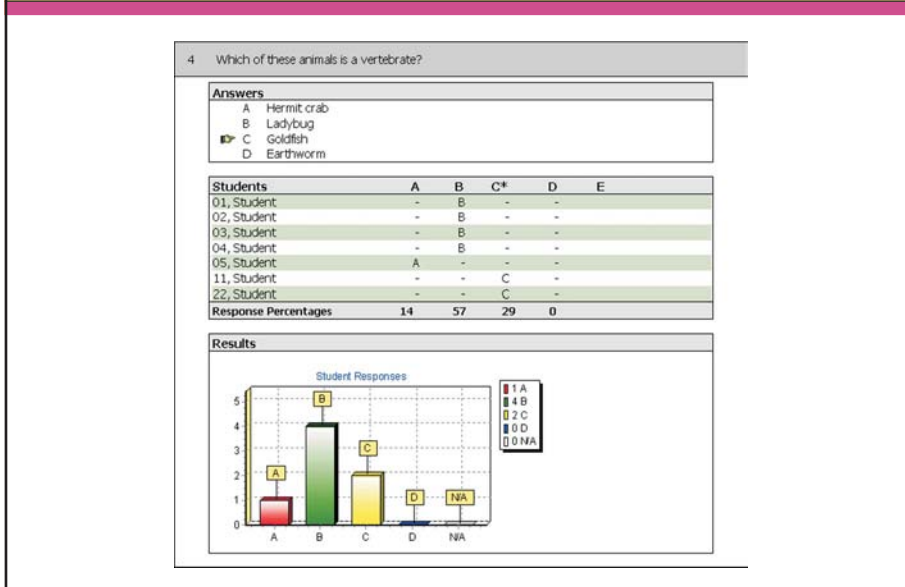 4 Which of these animals is a vertebrate?
Answers
A Hermit crab
B Ladybug
C Goldfish
D Earthworm
Students A B C* D E
01, Student - B - -
02, Student - B - -
03, Student - B - -
04, Student - B - -
05, Student A - - -
11, Student - - C -
22, Student - - C -
Response Percentages 14 57 29 0
Results
Student Responses
5
4
3
2
1
0
A
B
C
D
N/A
A B C D N/A
1 A
4 B
2 C
0 D
0 N/A